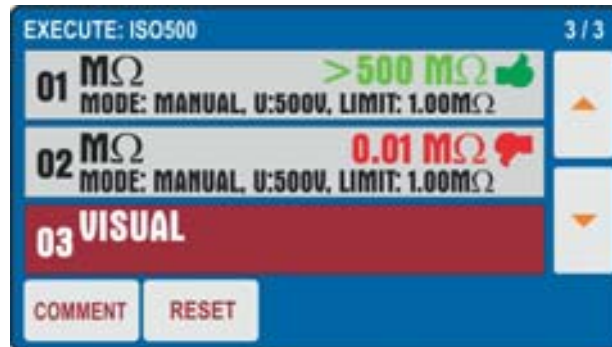 EXECUTE: ISO500 3/3
01 MΩ >500 MΩ
MODE: MANUAL, U:500V, LIMIT: 1.00MΩ
02 MΩ 0.01 MΩ
MODE: MANUAL, U:500V, LIMIT: 1.00MΩ
03 VISUAL
COMMENT RESET